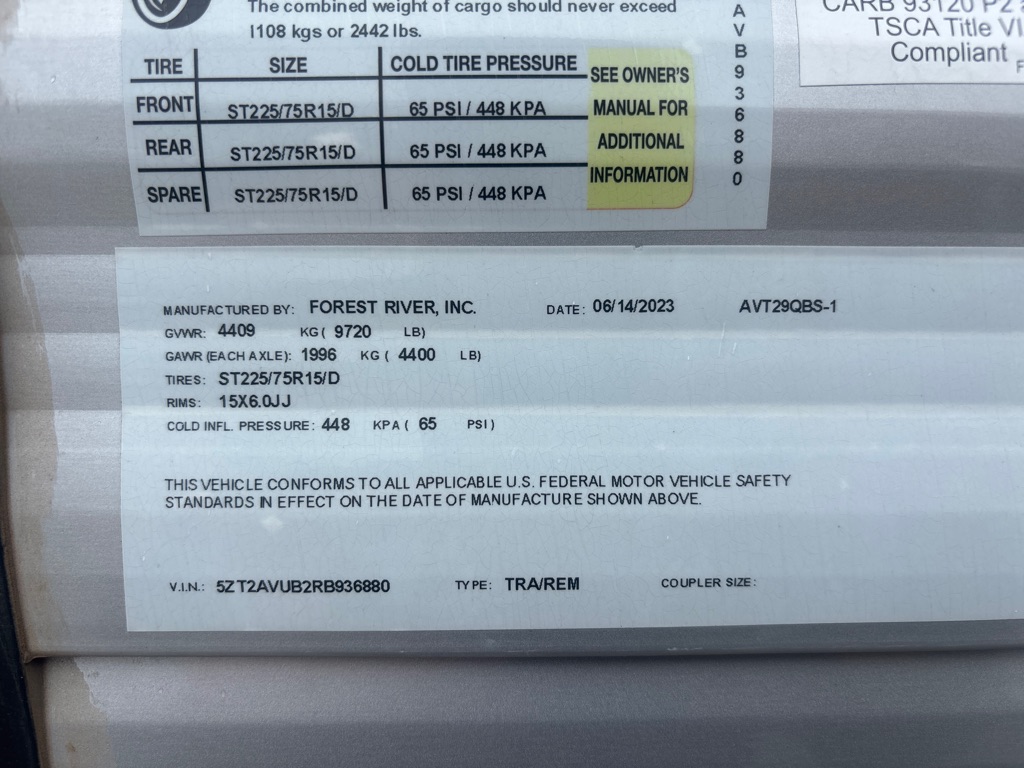 The combined weight of cargo should never exceed
1108 kgs or 2442 lbs.
TIRE SIZE COLD TIRE PRESSURE
FRONT ST225/75R15/D 65 PSI / 448 KPA
REAR ST225/75R15/D 65 PSI / 448 KPA
SPARE ST225/75R15/D 65 PSI / 448 KPA
SEE OWNER'S
MANUAL FOR
ADDITIONAL
INFORMATION
A
V
B
9
3
6
8
8
0
CARB 93120 P2
TSCA Title VI
Compliant
MANUFACTURED BY: FOREST RIVER, INC. DATE: 06/14/2023 AVT29QBS-1
GVWR: 4409 KG ( 9720 LB)
GAWR (EACH AXLE): 1996 KG ( 4400 LB)
TIRES: ST225/75R15/D
RIMS: 15X6.0JJ
COLD INFL. PRESSURE: 448 KPA ( 65 PSI )
THIS VEHICLE CONFORMS TO ALL APPLICABLE U.S. FEDERAL MOTOR VEHICLE SAFETY
STANDARDS IN EFFECT ON THE DATE OF MANUFACTURE SHOWN ABOVE.
V.I.N.: 5ZT2AVUB2RB936880 TYPE: TRA/REM COUPLER SIZE: